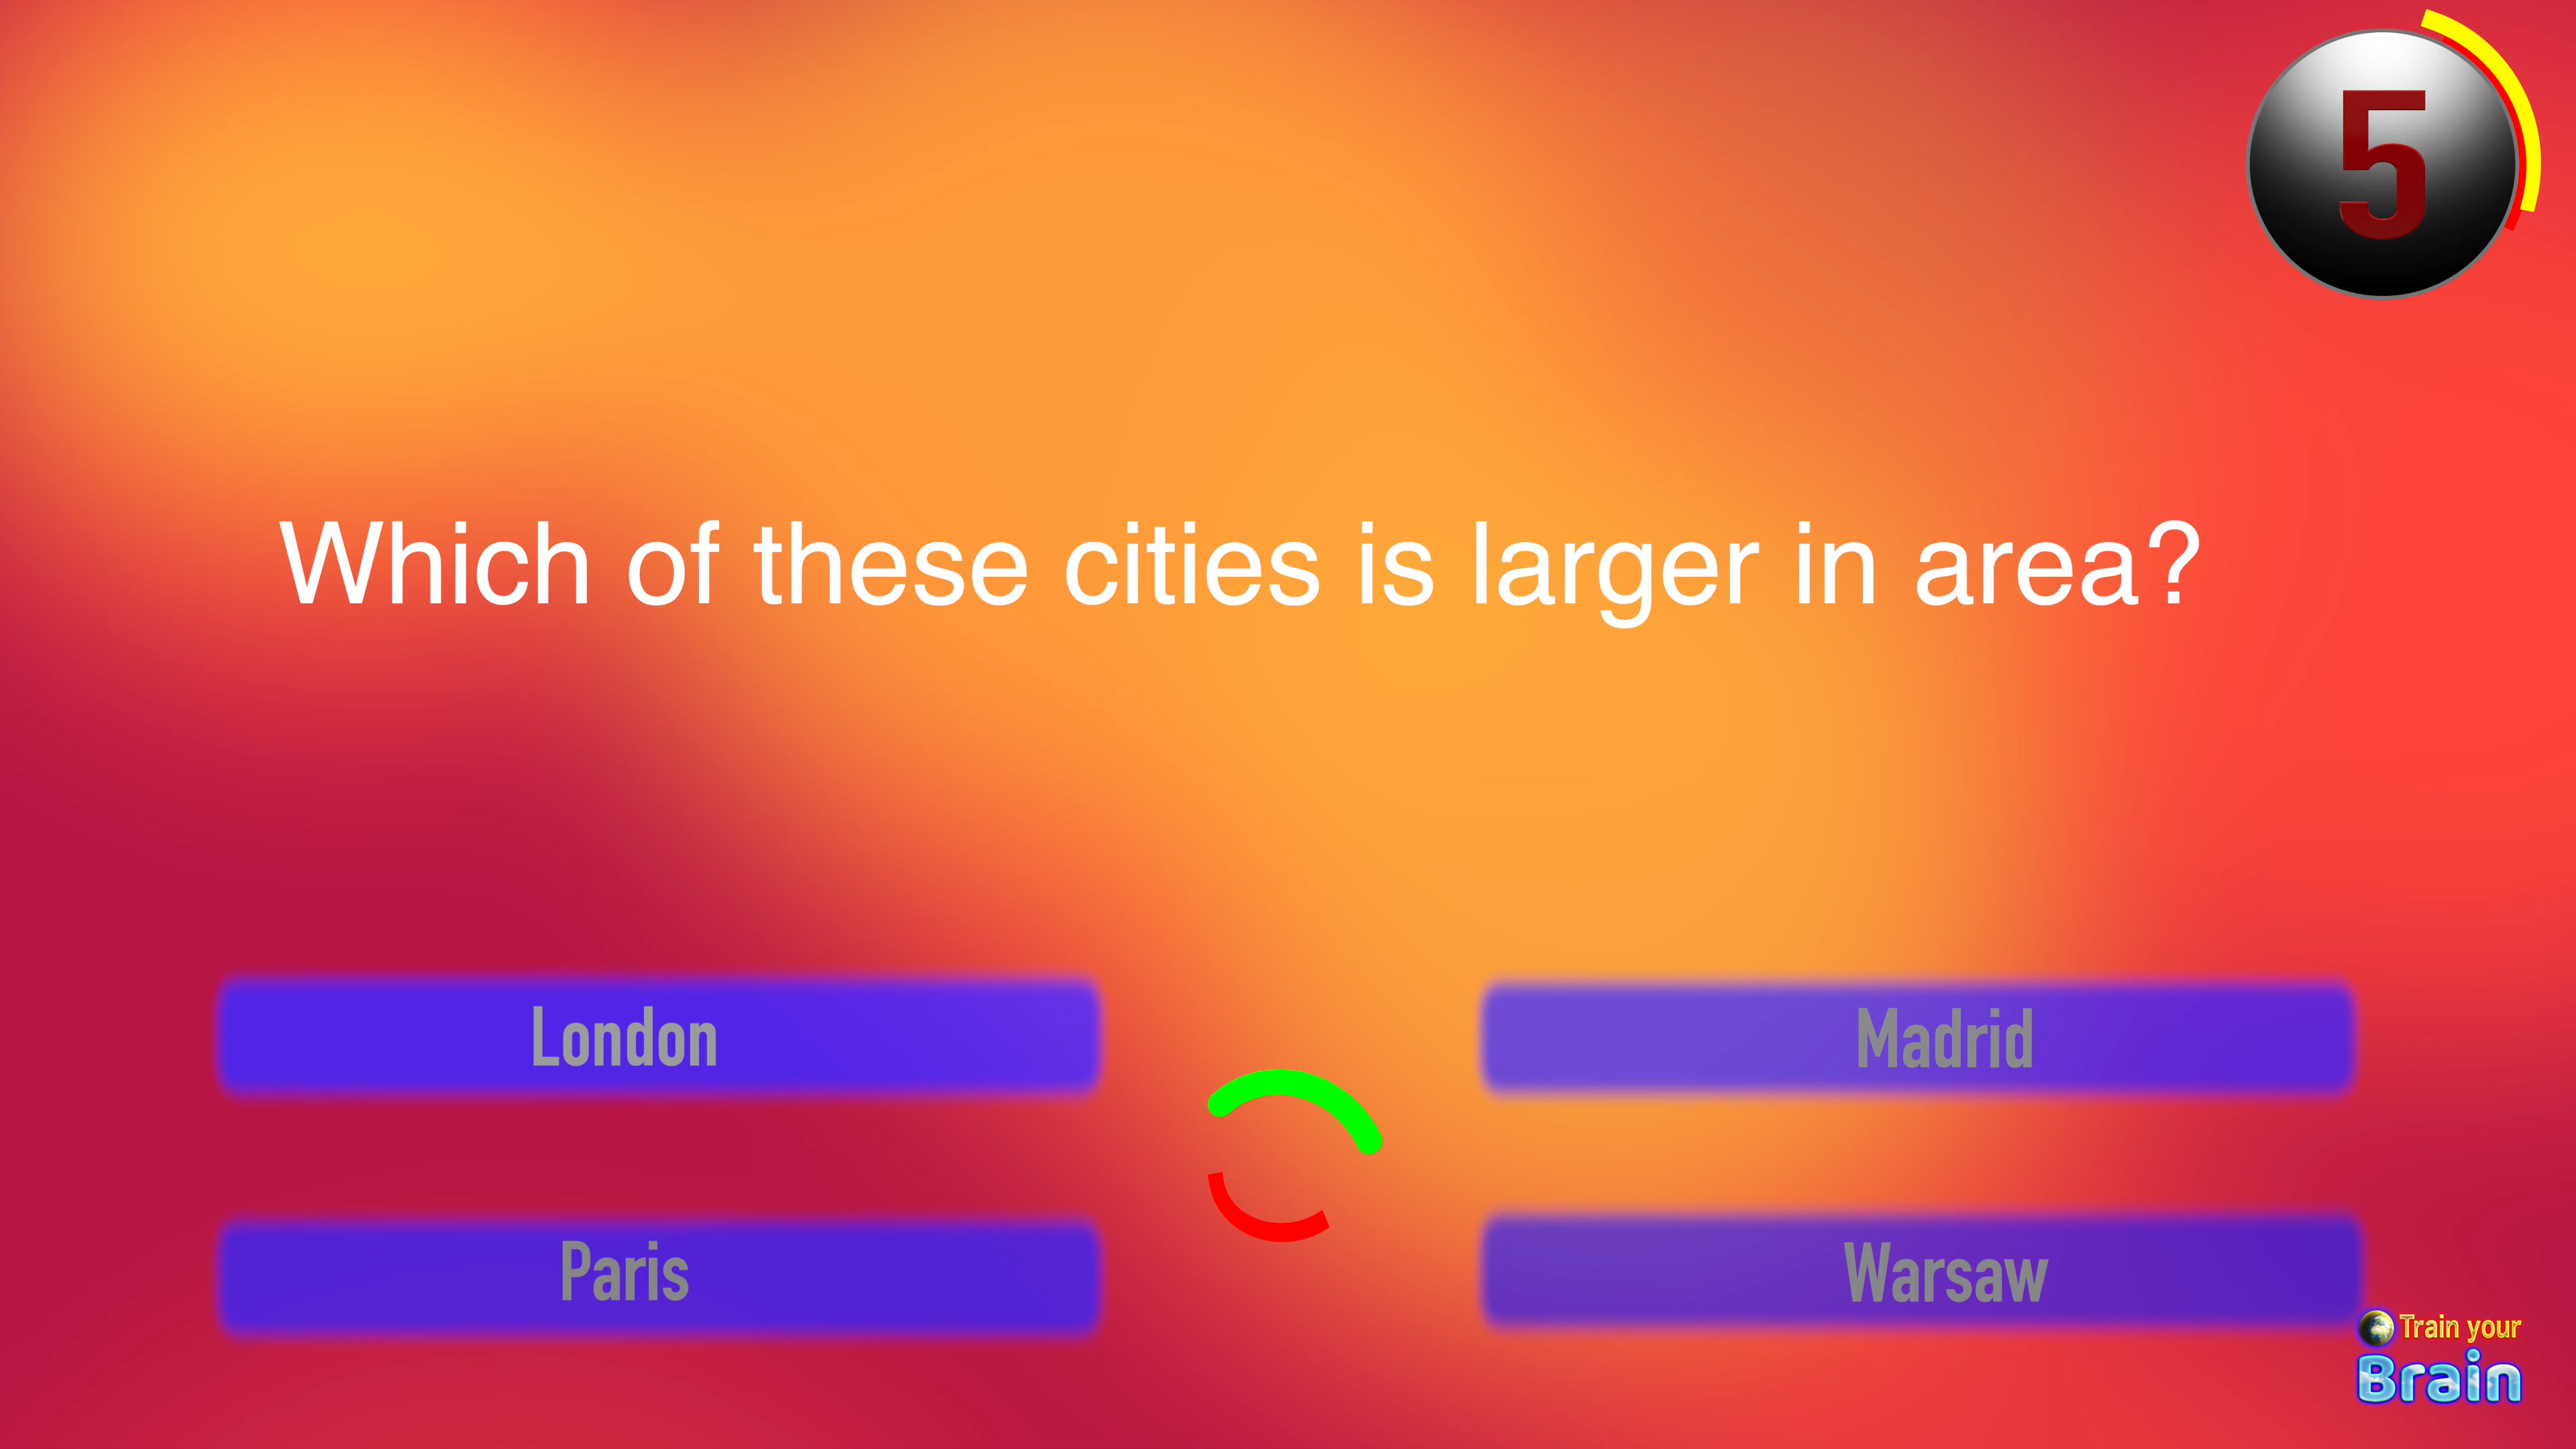 5
Which of these cities is larger in area?
London
Madrid
Paris
Warsaw
Train your
Brain